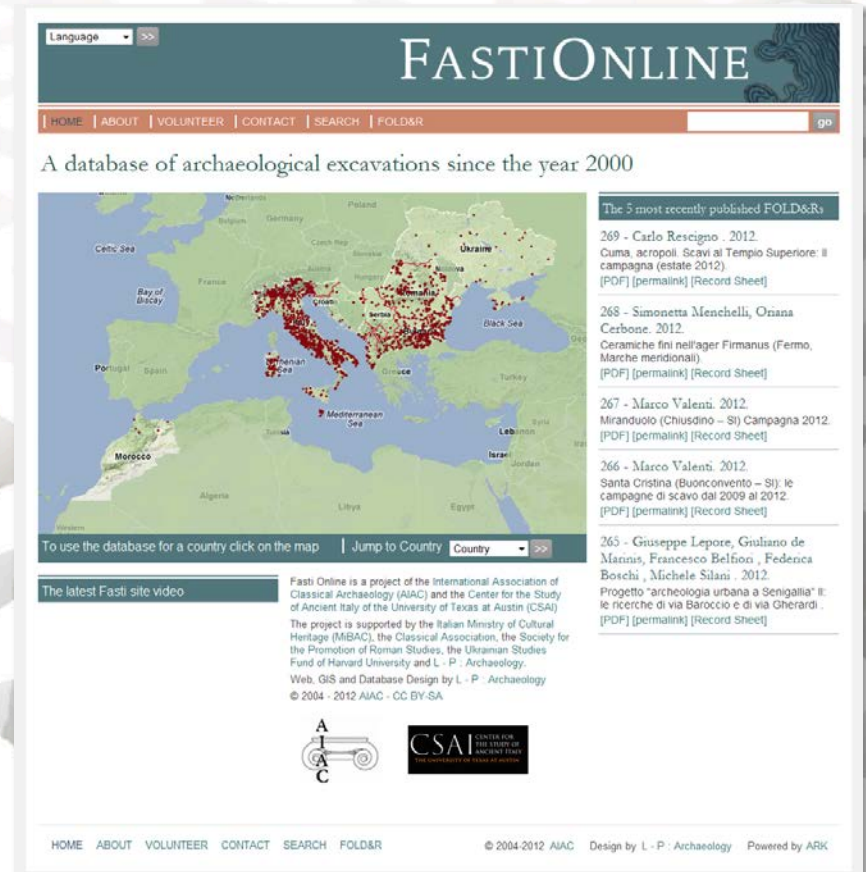 Language >>
FASTIONLINE
HOME | ABOUT | VOLUNTEER | CONTACT | SEARCH | FOLD&R go
A database of archaeological excavations since the year 2000
Netherlands
Poland
Belgium
Germany
Celtic Sea
Czech Rep
Ukraine
France
Moldova
Hungary
Bay of
Biscay
Croatia
Romania
Serbia
Italy
Black Sea
Portugal
Spain
Greece
Turkey
Mediterranean
Sea
Tunisia
Syria
Lebanon
Israel
Jordan
Morocco
Algeria
Libya
Egypt
Western
To use the database for a country click on the map | Jump to Country Country >>
The latest Fasti site video
Fasti Online is a project of the International Association of
Classical Archaeology (AIAC) and the Center for the Study
of Ancient Italy of the University of Texas at Austin (CSAI)
The project is supported by the Italian Ministry of Cultural
Heritage (MiBAC), the Classical Association, the Society for
the Promotion of Roman Studies, the Ukrainian Studies
Fund of Harvard University and L - P : Archaeology.
Web, GIS and Database Design by L - P : Archaeology
© 2004 - 2012 AIAC - CC BY-SA
AIAC
CSAI CENTER FOR
THE STUDY OF
ANCIENT ITALY
THE UNIVERSITY OF TEXAS AT AUSTIN
The 5 most recently published FOLD&Rs
269 - Carlo Rescigno . 2012.
Cuma, acropoli. Scavi al Tempio Superiore: il
campagna (estate 2012).
[PDF] [permalink] [Record Sheet]
268 - Simonetta Menchelli, Oriana
Cerbone. 2012.
Ceramiche fini nell'ager Firmanus (Fermo,
Marche meridionali).
[PDF] [permalink] [Record Sheet]
267 - Marco Valenti. 2012.
Miranduolo (Chiusdino – SI) Campagna 2012.
[PDF] [permalink] [Record Sheet]
266 - Marco Valenti. 2012.
Santa Cristina (Buonconvento – SI): le
campagne di scavo dal 2009 al 2012.
[PDF] [permalink] [Record Sheet]
265 - Giuseppe Lepore, Giuliano de
Marinis, Francesco Belfiori , Federica
Boschi , Michele Silani . 2012.
Progetto "archeologia urbana a Senigallia" II:
le ricerche di via Baroccio e di via Gherardi .
[PDF] [permalink] [Record Sheet]
HOME ABOUT VOLUNTEER CONTACT SEARCH FOLD&R © 2004-2012 AIAC Design by L - P : Archaeology Powered by ARK